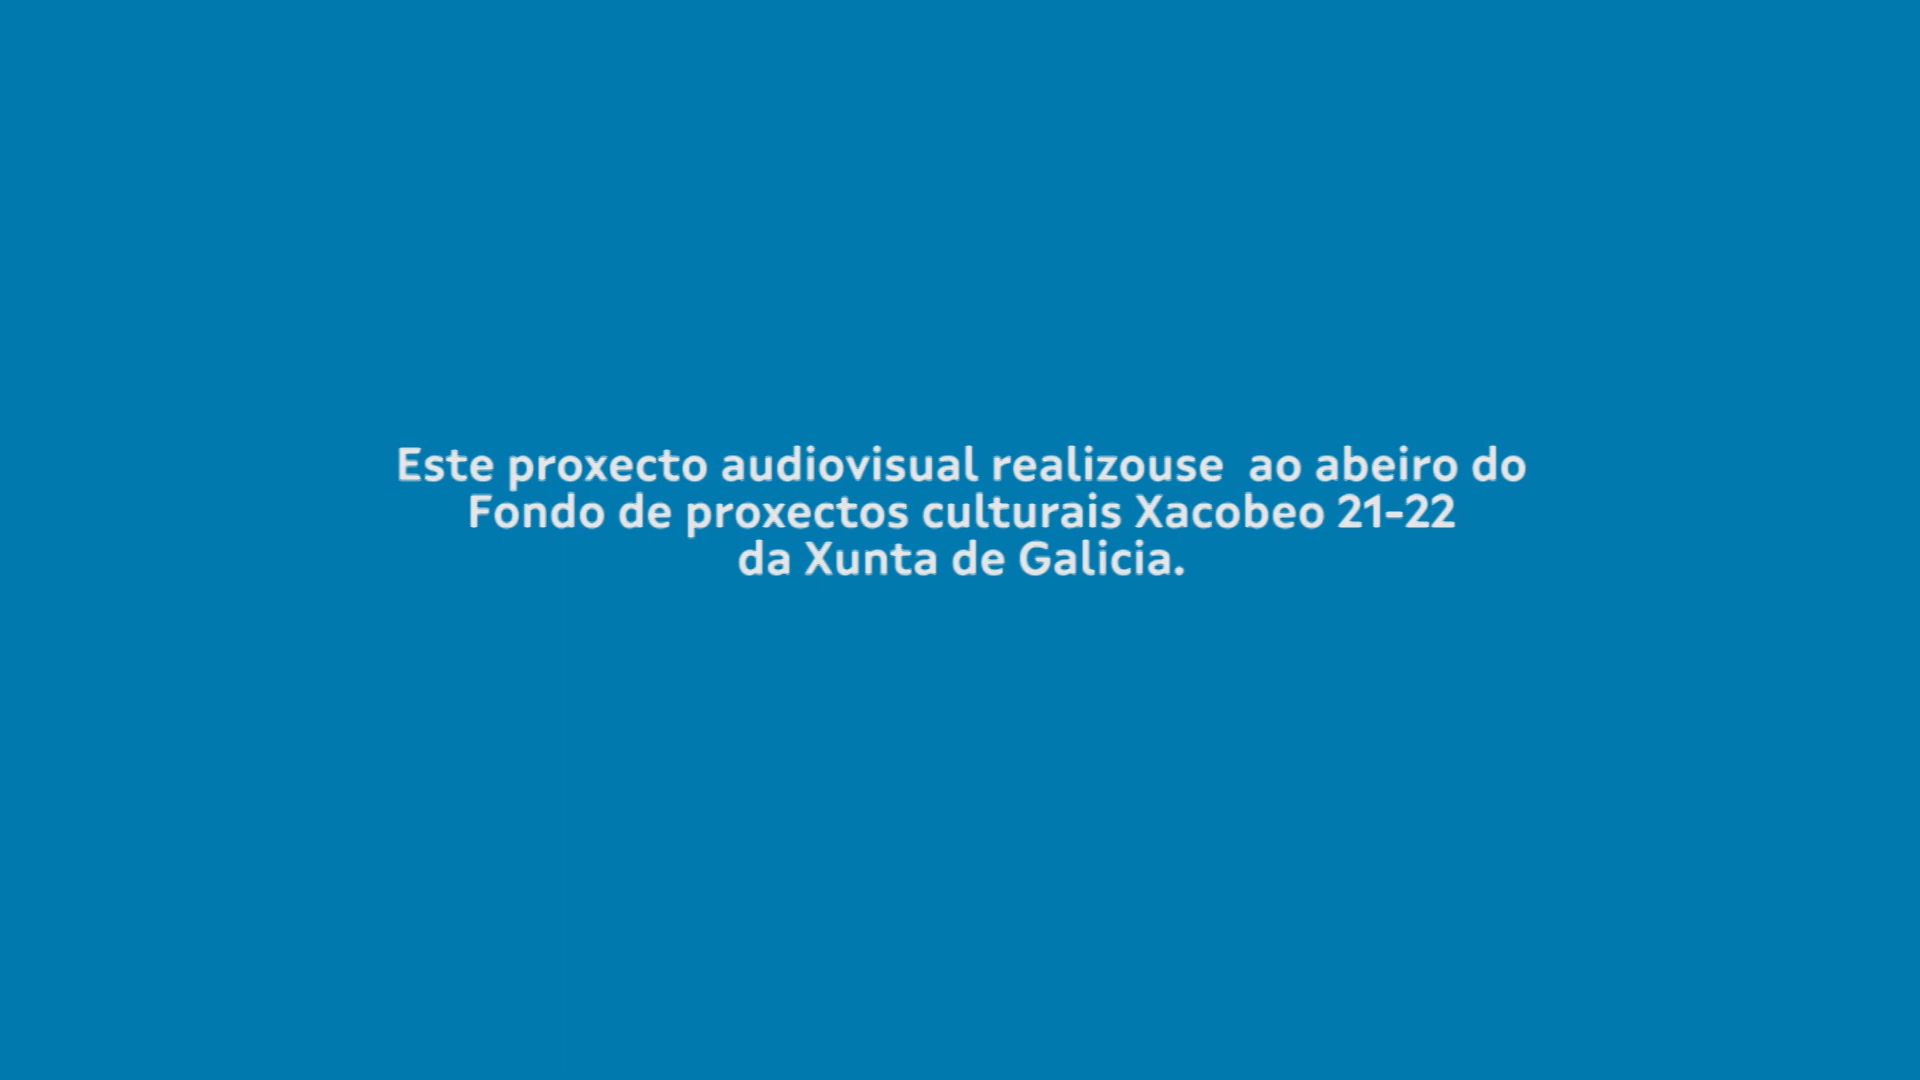 Este proxecto audiovisual realizouse  ao abeiro do
Fondo de proxectos culturais Xacobeo 21-22
da Xunta de Galicia.